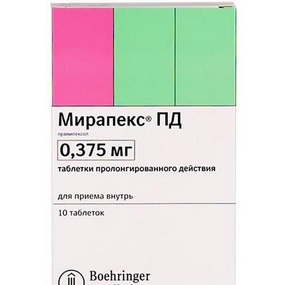 Мирапекс® ПД
прамипексол
0,375 мг
таблетки пролонгированного действия
для приема внутрь
10 таблеток
Boehringer